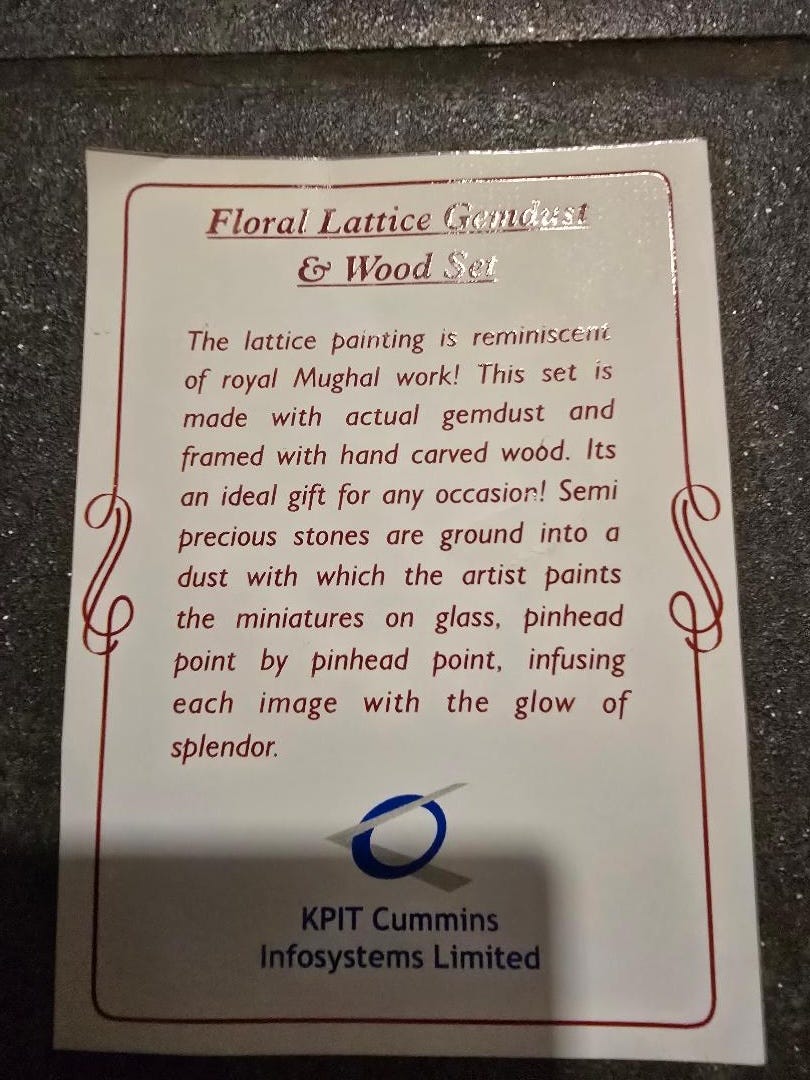 Floral Lattice Gemdust
& Wood Set
The lattice painting is reminiscent
of royal Mughal work! This set is
made with actual gemdust and
framed with hand carved wood. Its
an ideal gift for any occasion! Semi
precious stones are ground into a
dust with which the artist paints
the miniatures on glass, pinhead
point by pinhead point, infusing
each image with the glow of
splendor.
KPIT Cummins
Infosystems Limited